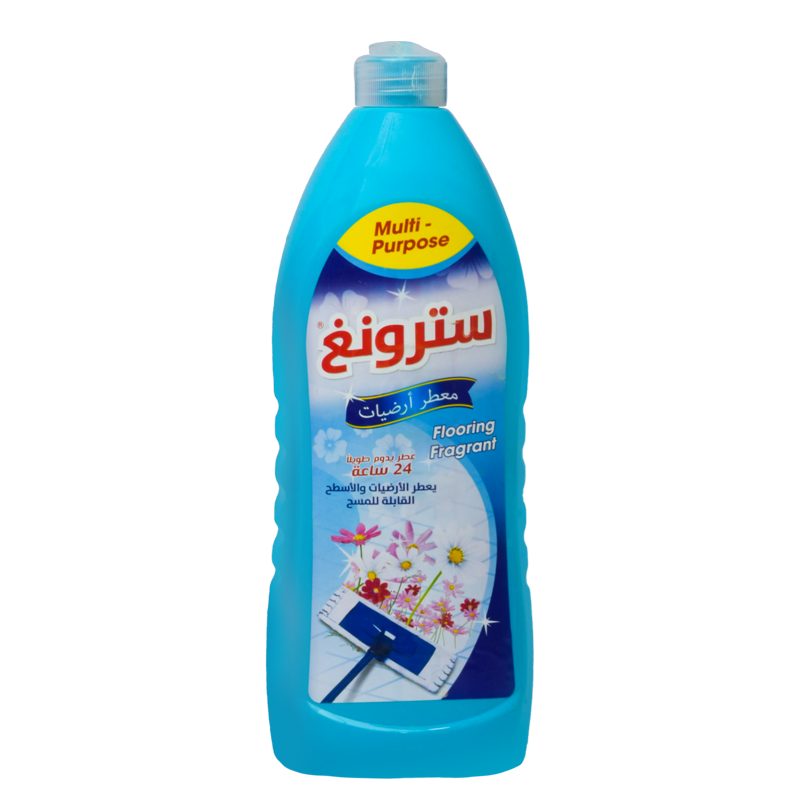 Multi -
Purpose
سترونغ
®
معطر أرضيات
Flooring
Fragrant
عطر يدوم طويلا
24 ساعة
يعطر الأرضيات والأسطح
القابلة للمسح